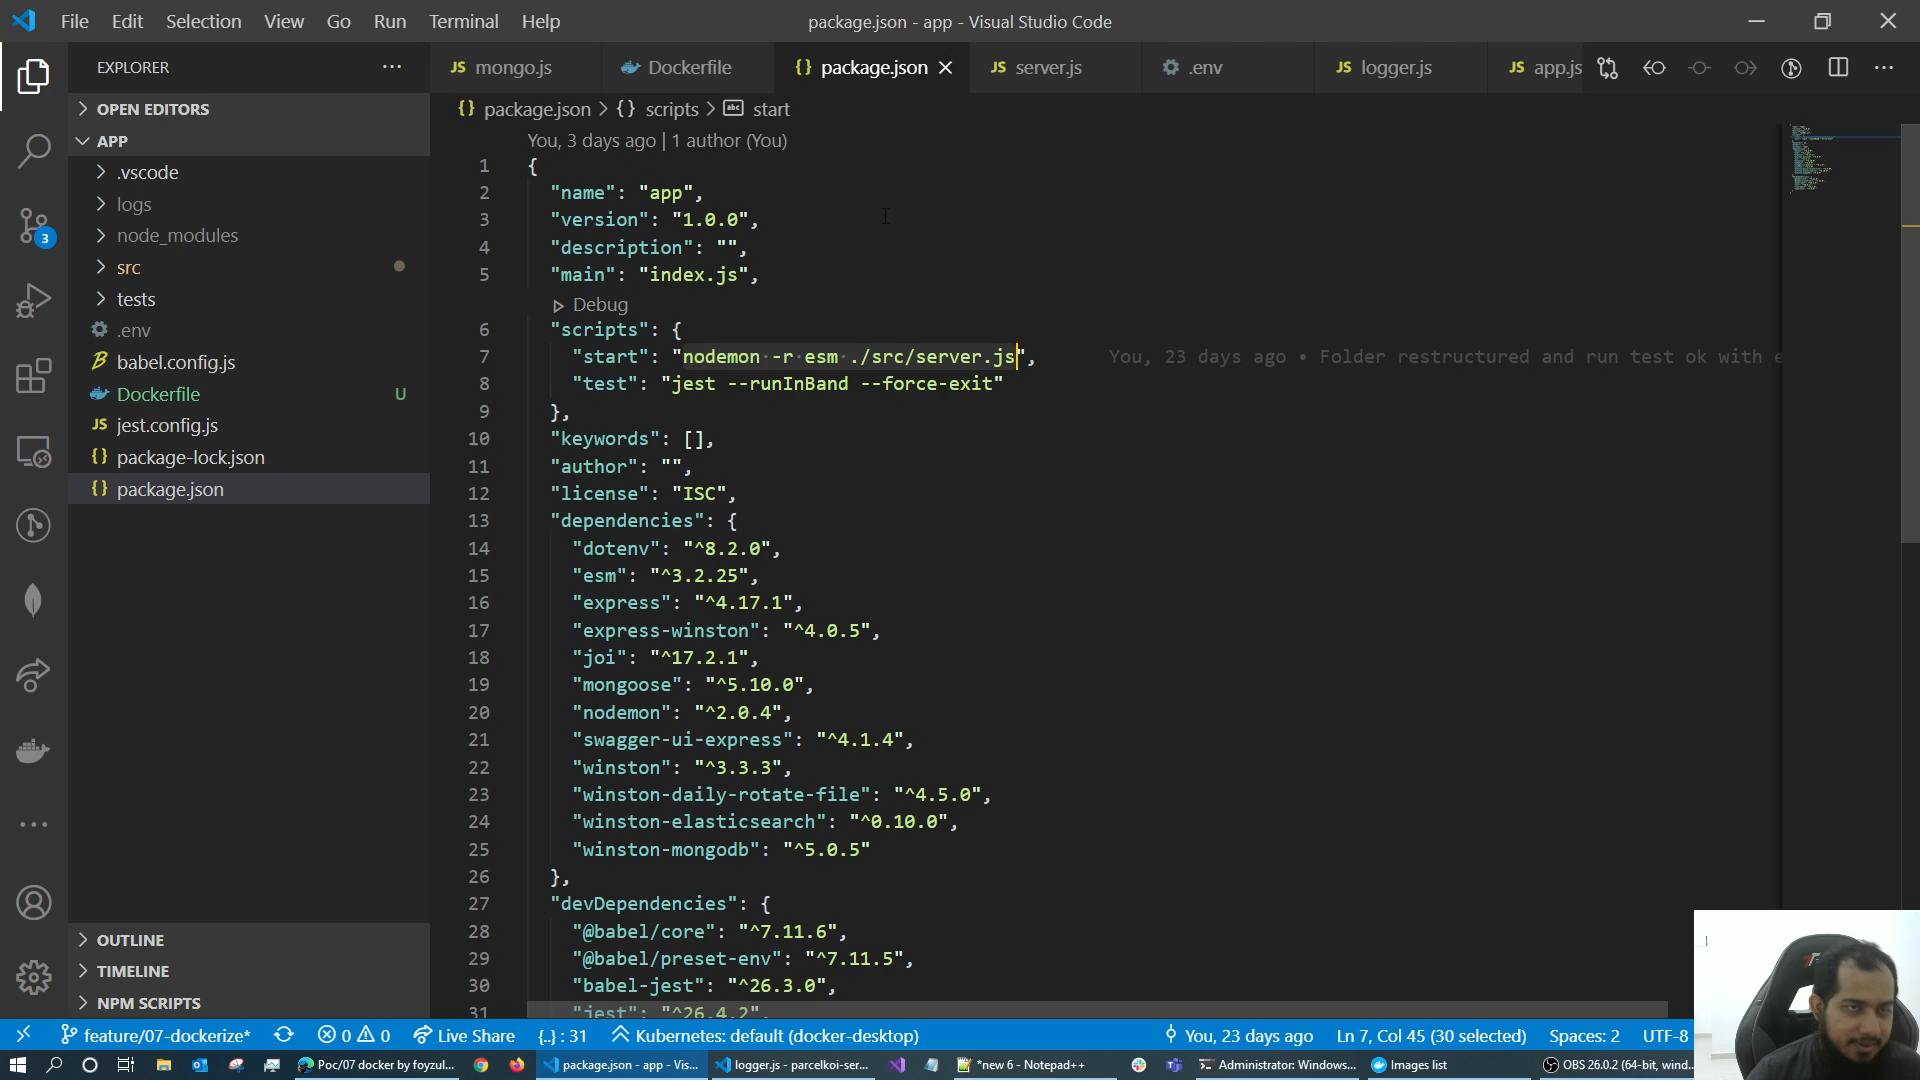 File Edit Selection View Go Run Terminal Help
package.json - app - Visual Studio Code
EXPLORER
JS mongo.js
Dockerfile
{} package.json
JS server.js
.env
JS logger.js
JS app.js
OPEN EDITORS
APP
.vscode
logs
node_modules
src
tests
.env
babel.config.js
Dockerfile U
JS jest.config.js
{} package-lock.json
{} package.json
OUTLINE
TIMELINE
NPM SCRIPTS
3
{} package.json > {} scripts > abc start
You, 3 days ago | 1 author (You)
1 {
2 "name": "app",
3 "version": "1.0.0",
4 "description": "",
5 "main": "index.js",
Debug
6 "scripts": {
7 "start": "nodemon -r esm ./src/server.js", You, 23 days ago • Folder restructured and run test ok with e
8 "test": "jest --runInBand --force-exit"
9 },
10 "keywords": [],
11 "author": "",
12 "license": "ISC",
13 "dependencies": {
14 "dotenv": "^8.2.0",
15 "esm": "^3.2.25",
16 "express": "^4.17.1",
17 "express-winston": "^4.0.5",
18 "joi": "^17.2.1",
19 "mongoose": "^5.10.0",
20 "nodemon": "^2.0.4",
21 "swagger-ui-express": "^4.1.4",
22 "winston": "^3.3.3",
23 "winston-daily-rotate-file": "^4.5.0",
24 "winston-elasticsearch": "^0.10.0",
25 "winston-mongodb": "^5.0.5"
26 },
27 "devDependencies": {
28 "@babel/core": "^7.11.6",
29 "@babel/preset-env": "^7.11.5",
30 "babel-jest": "^26.3.0",
31 "jest": "^26.4.2",
feature/07-dockerize* 0 0 Live Share {..} : 31 Kubernetes: default (docker-desktop) You, 23 days ago Ln 7, Col 45 (30 selected) Spaces: 2 UTF-8
Poc/07 docker by foyzul... package.json - app - Vis... logger.js - parcelkoi-ser... *new 6 - Notepad++ Administrator: Windows... Images list OBS 26.0.2 (64-bit, wind...